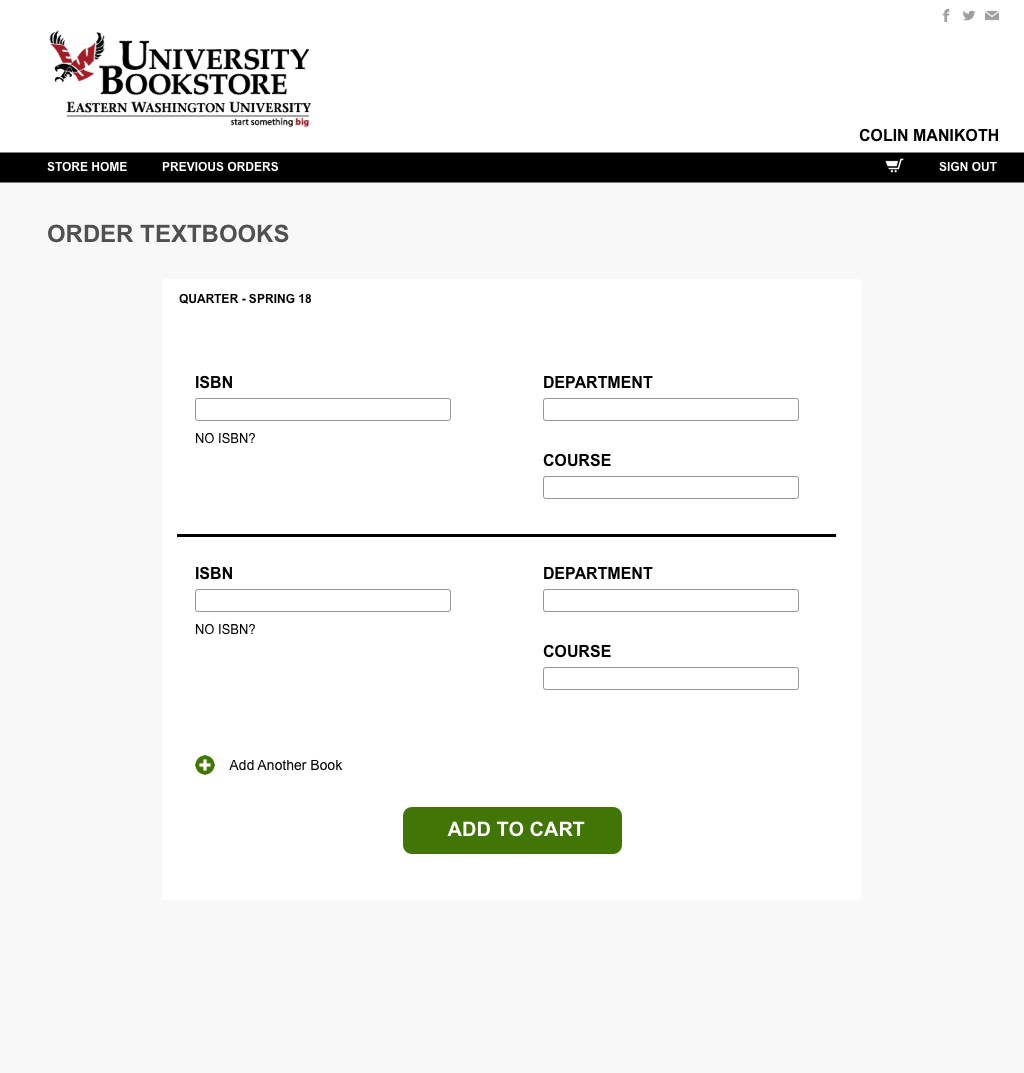 UNIVERSITY
BOOKSTORE
EASTERN WASHINGTON UNIVERSITY
start something big
COLIN MANIKOTH
STORE HOME PREVIOUS ORDERS SIGN OUT
ORDER TEXTBOOKS
QUARTER - SPRING 18
ISBN DEPARTMENT
NO ISBN?
COURSE
ISBN DEPARTMENT
NO ISBN?
COURSE
Add Another Book
ADD TO CART